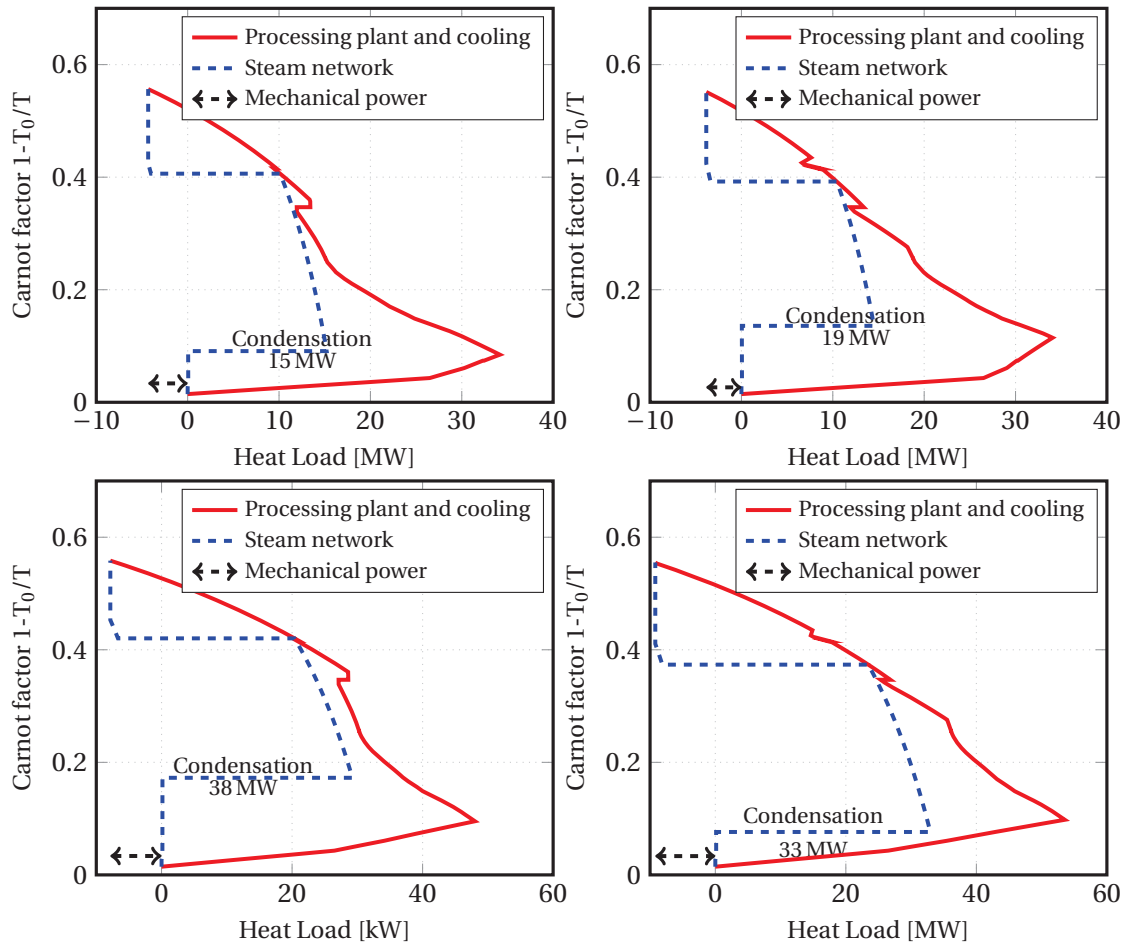 Processing plant and cooling
Steam network
Mechanical power
0.6
0.4
0.2
0
Carnot factor 1-T₀/T
Condensation
15 MW
−10 0 10 20 30 40
Heat Load [MW]
Processing plant and cooling
Steam network
Mechanical power
0.6
0.4
0.2
0
Carnot factor 1-T₀/T
Condensation
19 MW
−10 0 10 20 30 40
Heat Load [MW]
Processing plant and cooling
Steam network
Mechanical power
0.6
0.4
0.2
0
Carnot factor 1-T₀/T
Condensation
38 MW
0 20 40 60
Heat Load [kW]
Processing plant and cooling
Steam network
Mechanical power
0.6
0.4
0.2
0
Carnot factor 1-T₀/T
Condensation
33 MW
0 20 40 60
Heat Load [MW]